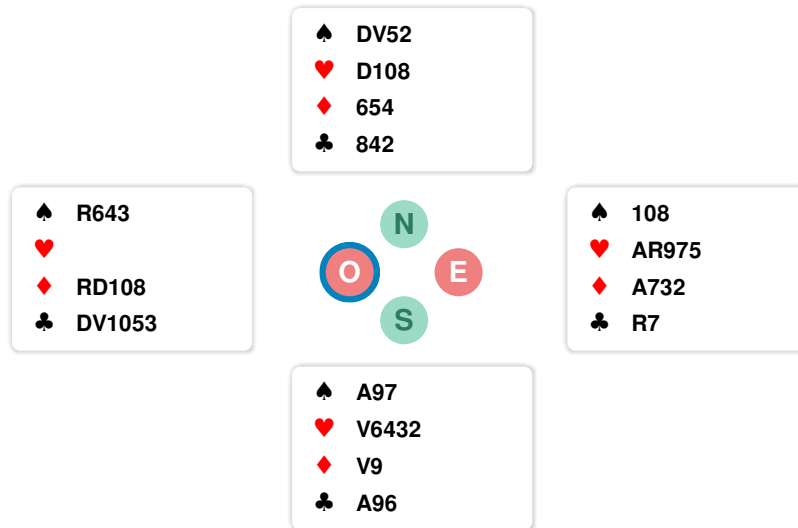 ♠ DV52
♥ D108
♦ 654
♣ 842
♠ R643
♥
♦ RD108
♣ DV1053
N
O E
S
♠ 108
♥ AR975
♦ A732
♣ R7
♠ A97
♥ V6432
♦ V9
♣ A96